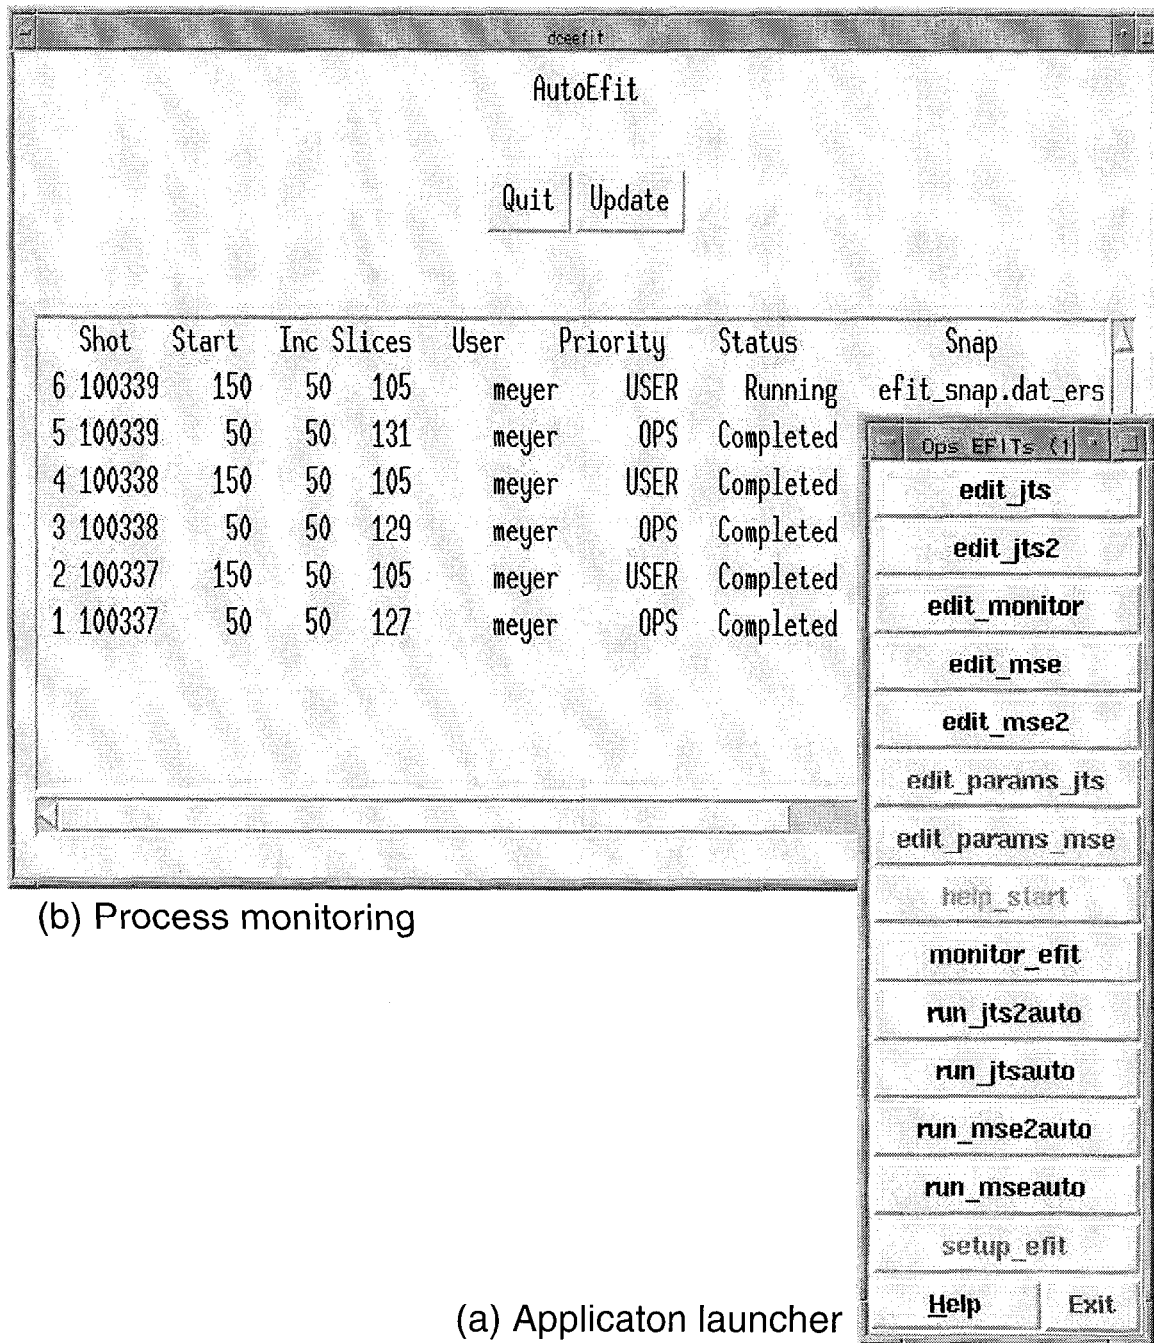 dceefit
AutoEfit
Quit Update
Shot Start Inc Slices User Priority Status Snap
6 100339 150 50 105 meyer USER Running efit_snap.dat_ers
5 100339 50 50 131 meyer OPS Completed
4 100338 150 50 105 meyer USER Completed
3 100338 50 50 129 meyer OPS Completed
2 100337 150 50 105 meyer USER Completed
1 100337 50 50 127 meyer OPS Completed
(b) Process monitoring
Ops EFITs (1
edit_jts
edit_jts2
edit_monitor
edit_mse
edit_mse2
edit_params_jts
edit_params_mse
help_start
monitor_efit
run_jts2auto
run_jtsauto
run_mse2auto
run_mseauto
setup_efit
Help Exit
(a) Applicaton launcher